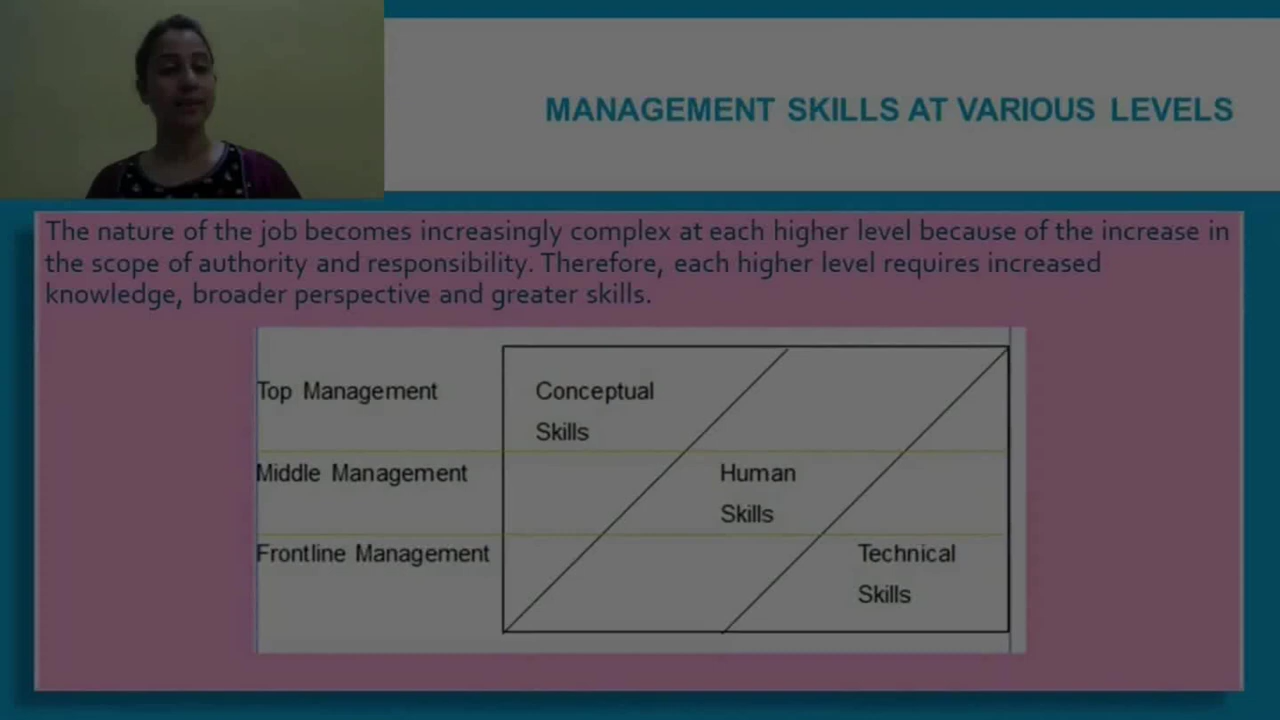 MANAGEMENT SKILLS AT VARIOUS LEVELS
The nature of the job becomes increasingly complex at each higher level because of the increase in
the scope of authority and responsibility. Therefore, each higher level requires increased
knowledge, broader perspective and greater skills.
Top Management
Conceptual
Skills
Middle Management
Human
Skills
Frontline Management
Technical
Skills